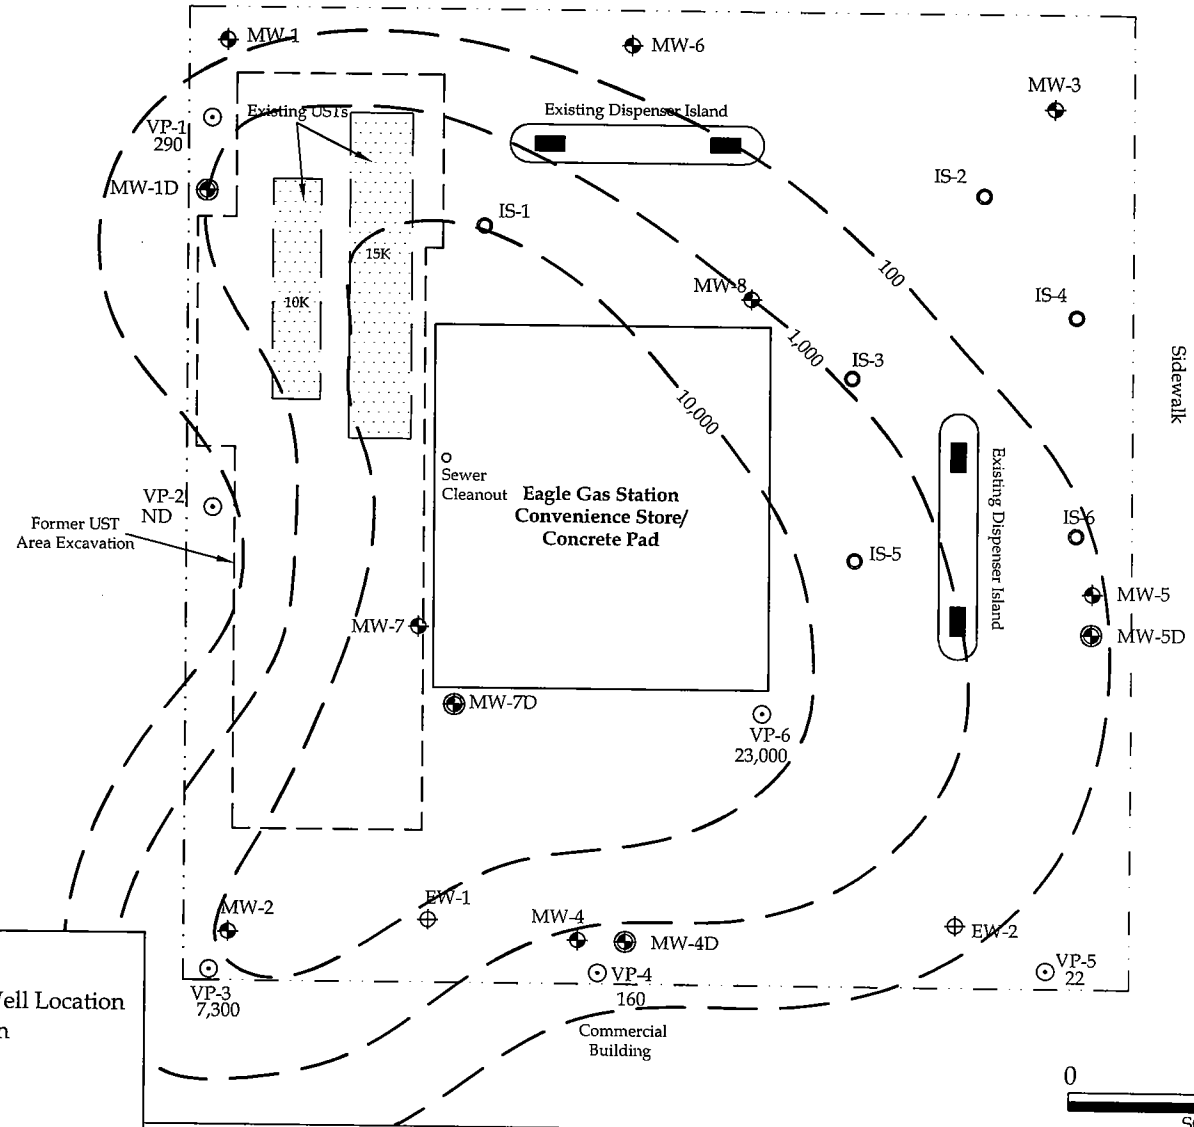 MW-1
MW-6
MW-3
Existing USTs
Existing Dispenser Island
VP-1
290
MW-1D
IS-2
IS-1
15K
10K
100
MW-8
IS-4
1,000
IS-3
10,000
Sidewalk
Sewer
Cleanout
Eagle Gas Station
Convenience Store/
Concrete Pad
VP-2
ND
Former UST
Area Excavation
Existing Dispenser Island
IS-6
IS-5
MW-5
MW-7
MW-5D
MW-7D
VP-6
23,000
MW-2
EW-1
MW-4
MW-4D
EW-2
VP-3
7,300
VP-4
160
VP-5
22
Commercial
Building
Well Location
n
0